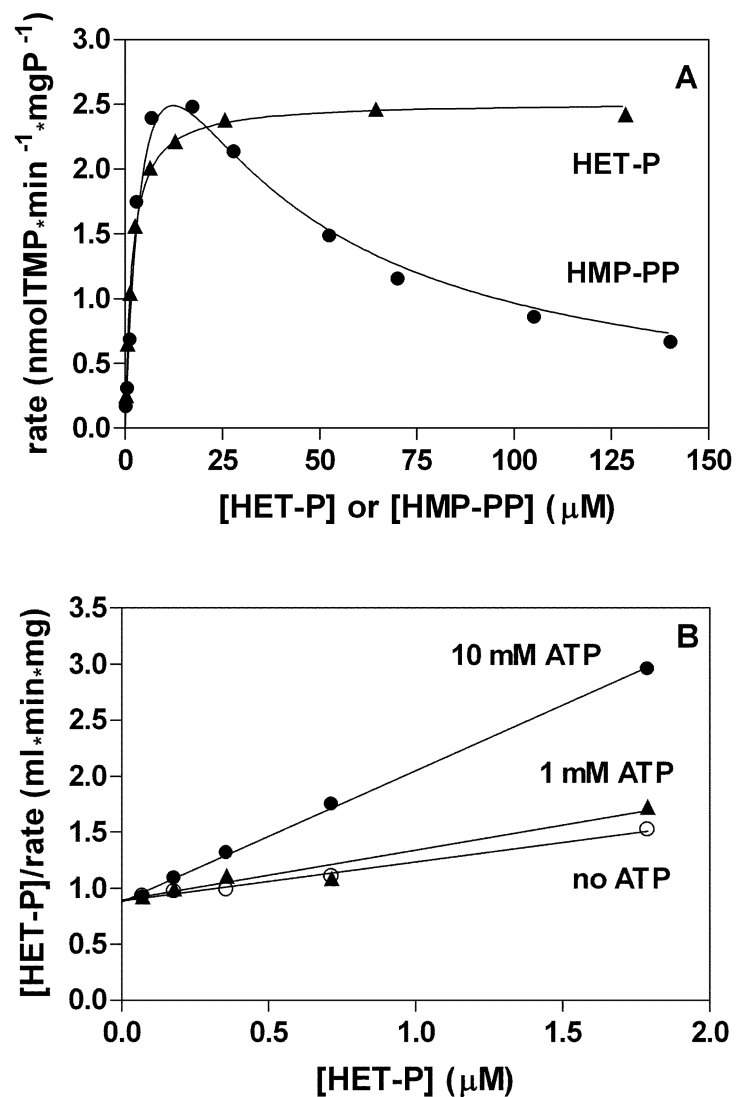 A
3.0
2.5
2.0
1.5
1.0
0.5
0.0
rate (nmolTMP*min⁻¹*mgP⁻¹)
HET-P
HMP-PP
0 25 50 75 100 125 150
[HET-P] or [HMP-PP] (μM)
B
3.5
3.0
2.5
2.0
1.5
1.0
0.5
0.0
[HET-P]/rate (ml*min*mg)
10 mM ATP
1 mM ATP
no ATP
0.0 0.5 1.0 1.5 2.0
[HET-P] (μM)